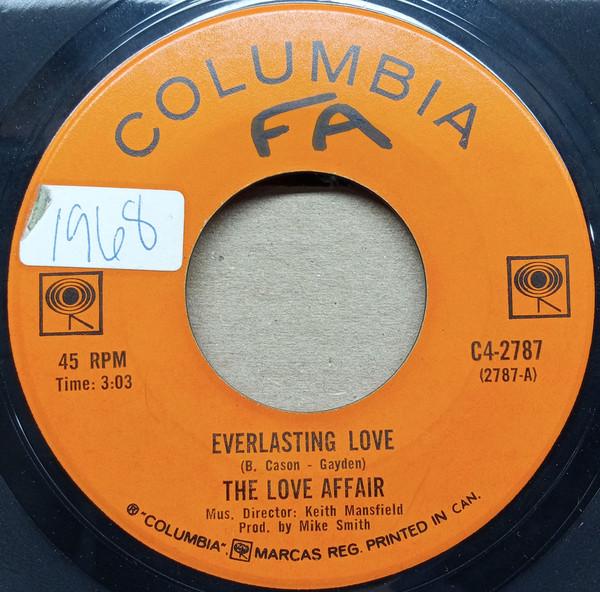 COLUMBIA
FA
1968
45 RPM
Time: 3:03
C4-2787
(2787-A)
EVERLASTING LOVE
(B. Cason - Gayden)
THE LOVE AFFAIR
Mus. Director: Keith Mansfield
Prod. by Mike Smith
®"COLUMBIA", MARCAS REG. PRINTED IN CAN.